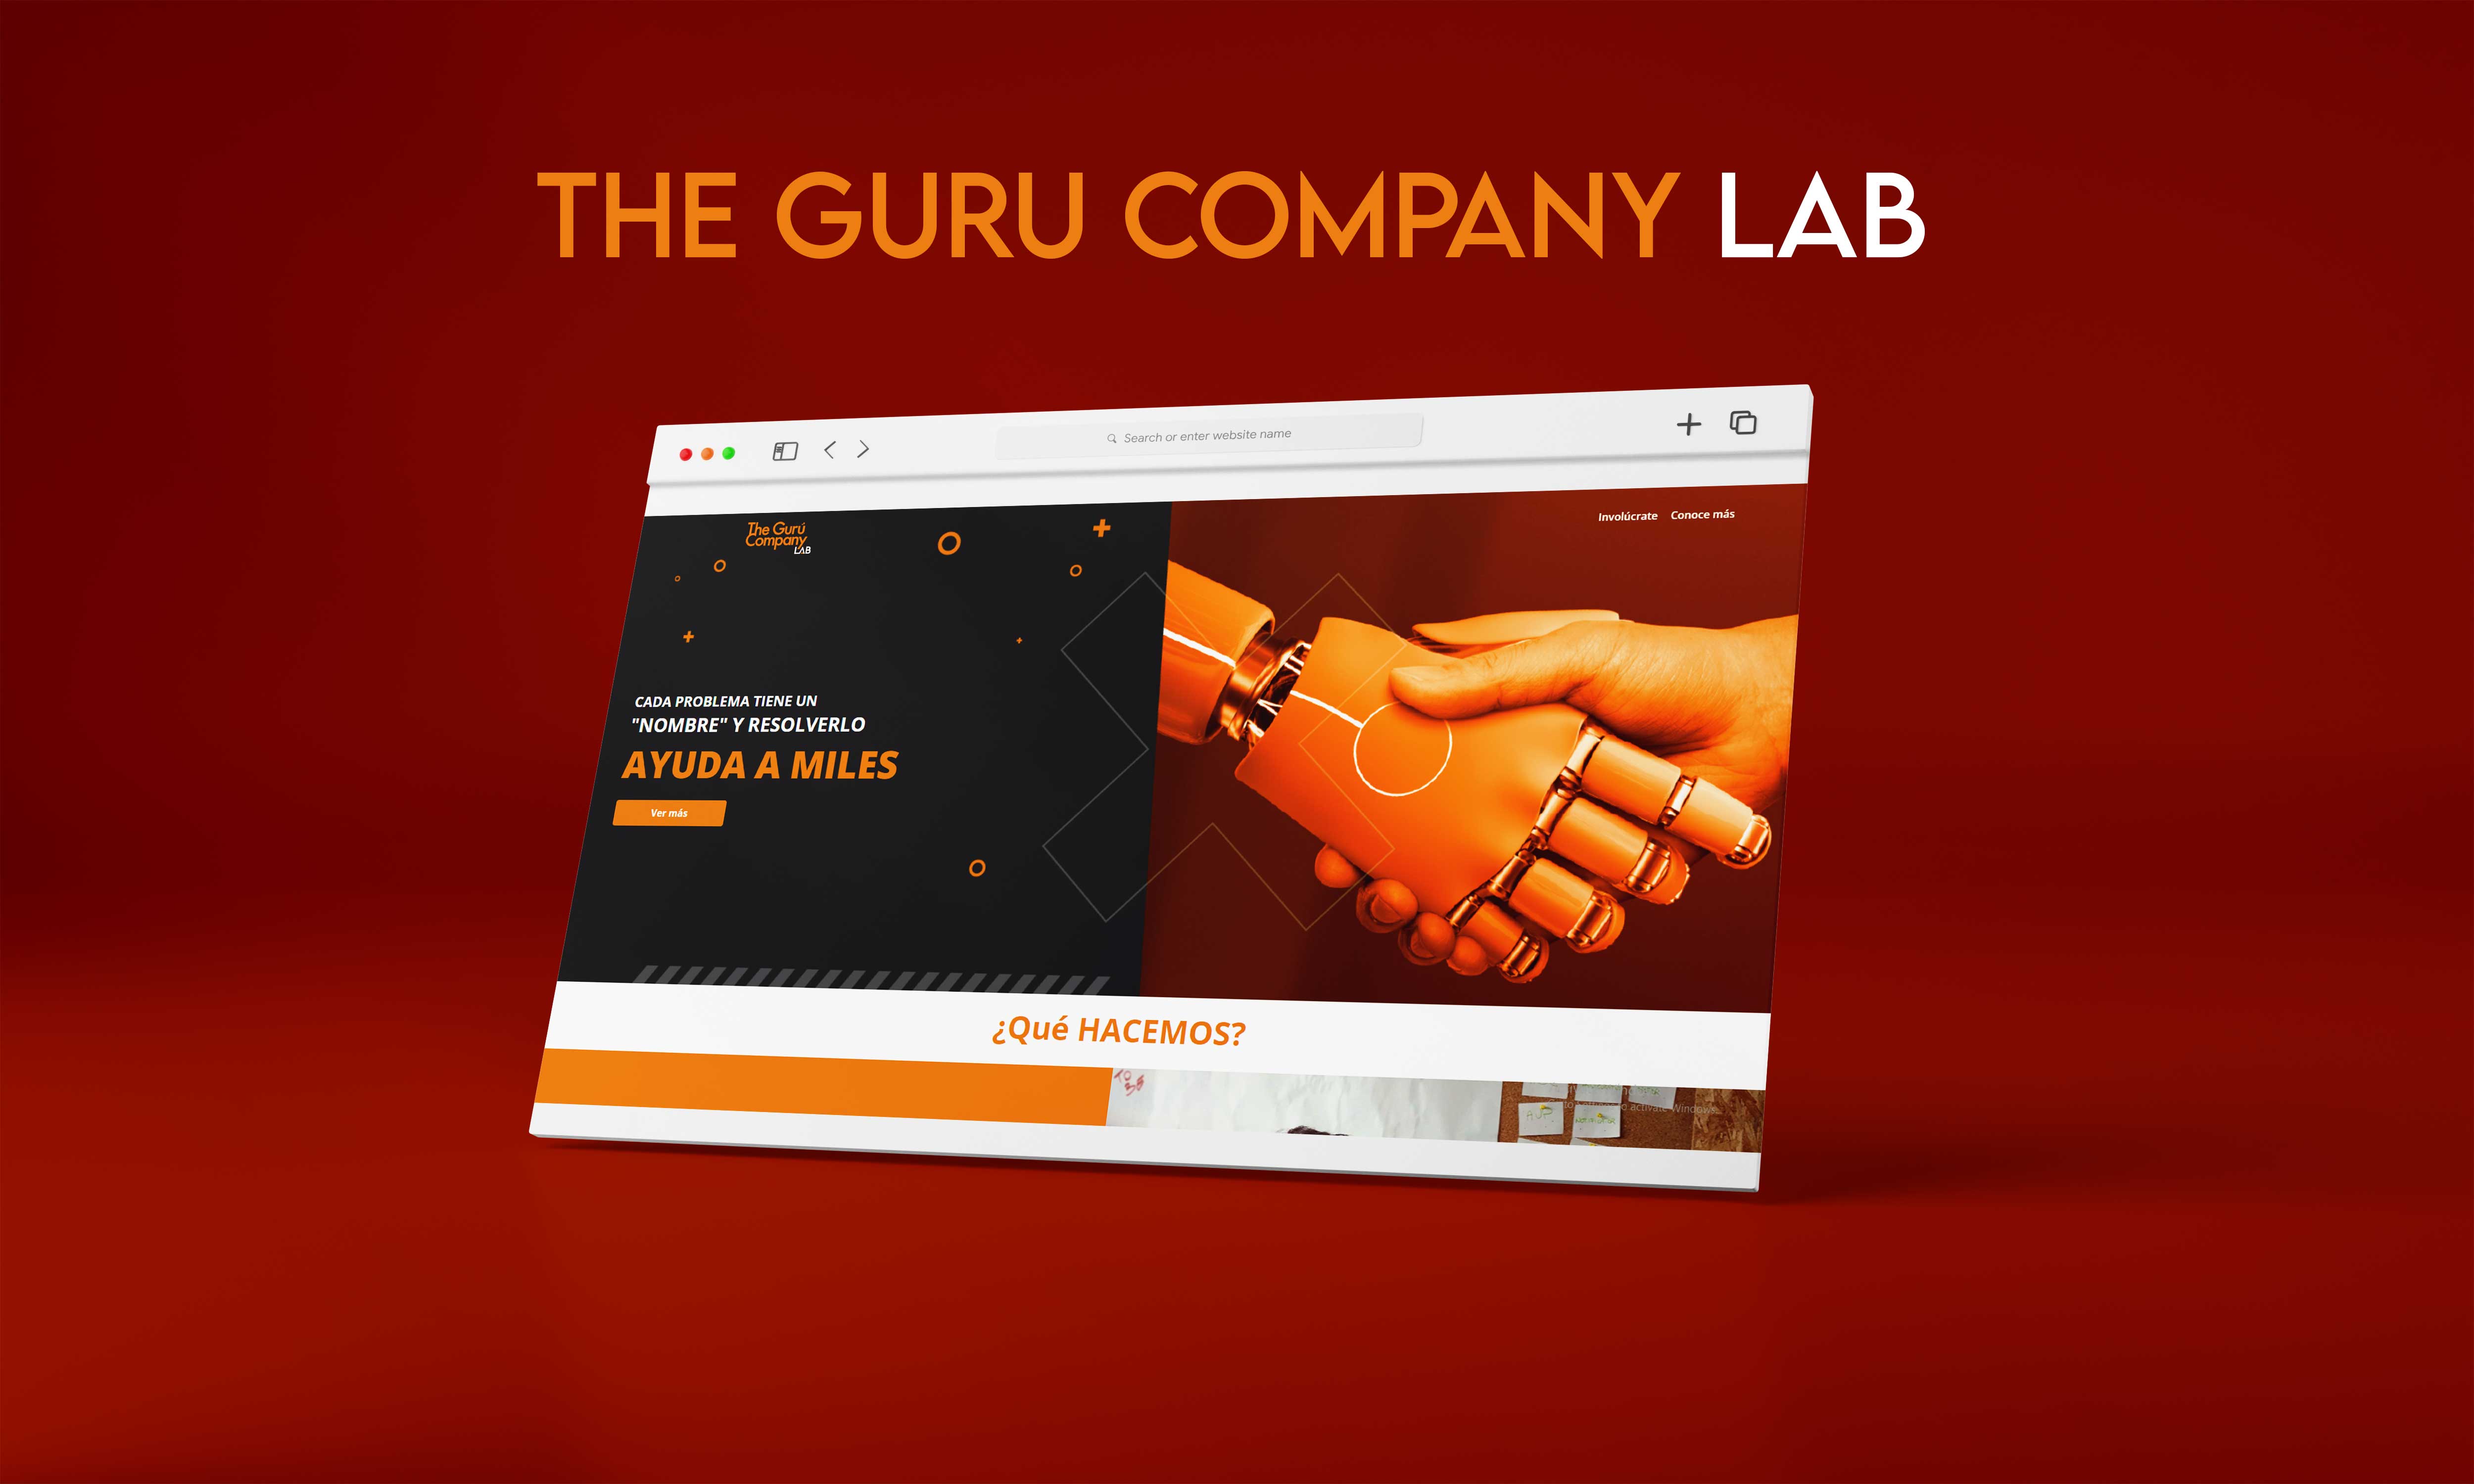 THE GURU COMPANY LAB
Search or enter website name
The Gurú
Company
LAB
Involúcrate Conoce más
CADA PROBLEMA TIENE UN
"NOMBRE" Y RESOLVERLO
AYUDA A MILES
Ver más
¿Qué HACEMOS?
TO
activate Windows